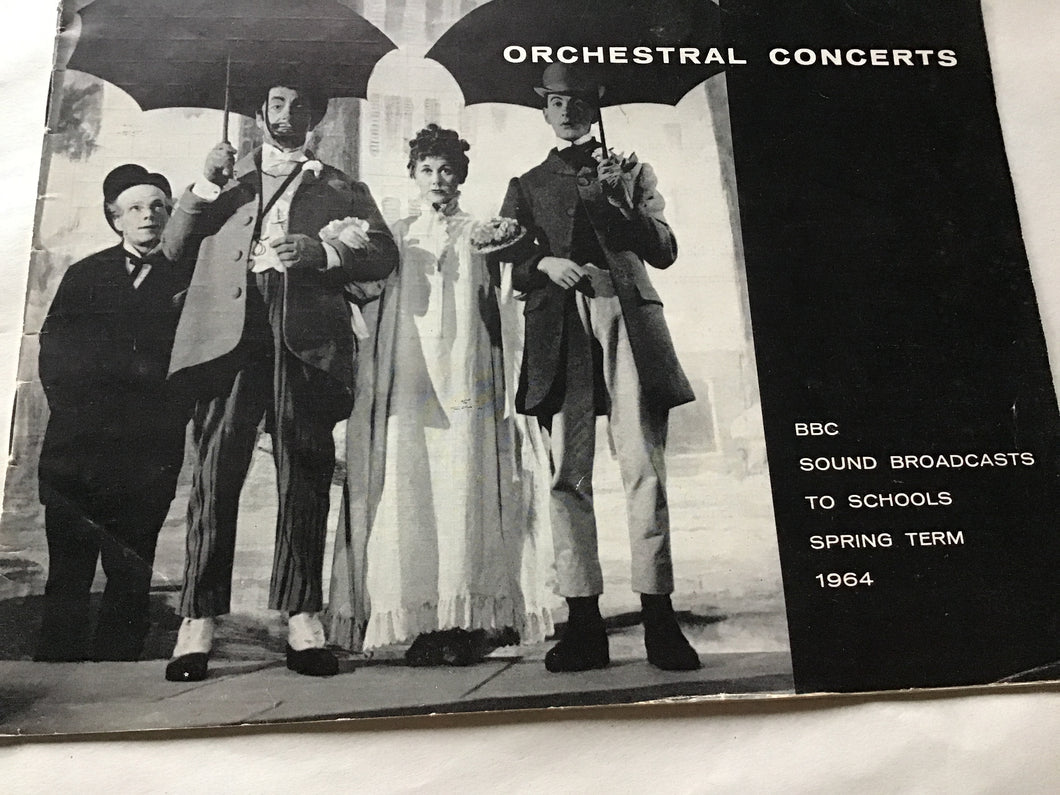 ORCHESTRAL CONCERTS
BBC
SOUND BROADCASTS
TO SCHOOLS
SPRING TERM
1964